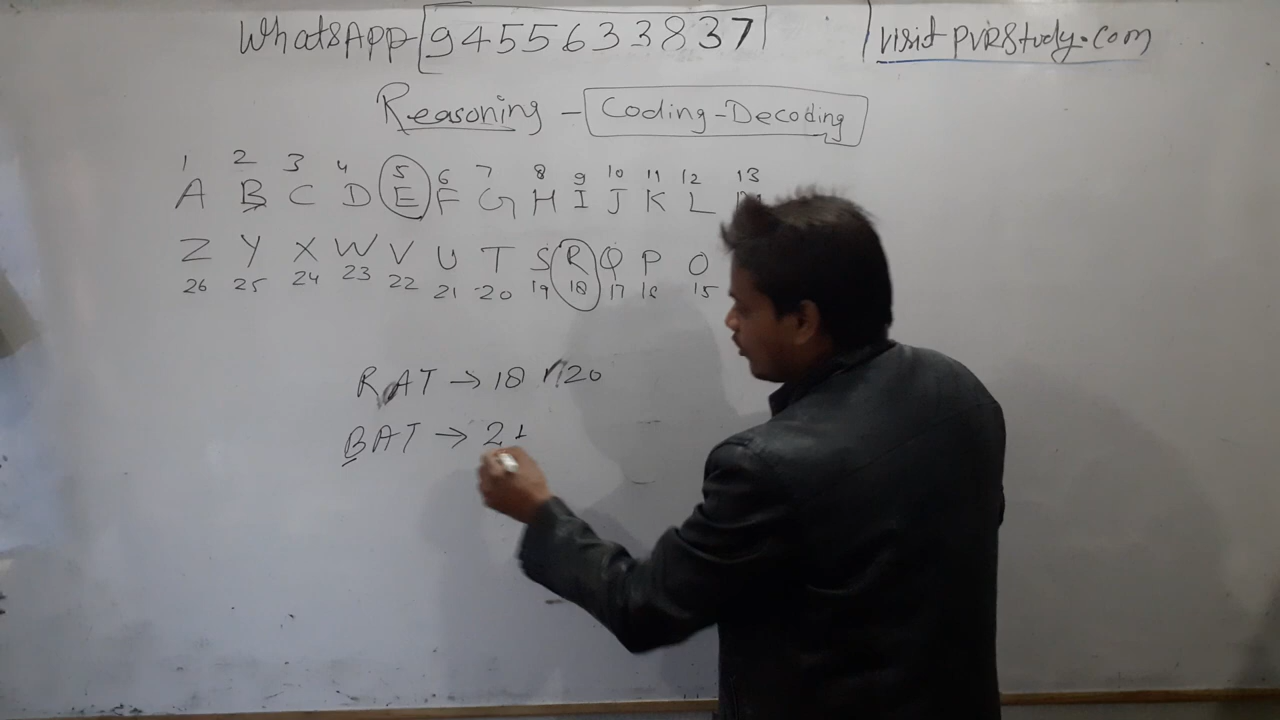 WhatsApp-9455633837 visit PVRStudy.com
Reasoning - Coding-Decoding
1 2 3 4 5 6 7 8 9 10 11 12 13
A B C D E F G H I J K L
Z Y X W V U T S R Q P O
26 25 24 23 22 21 20 19 18 17 16 15
RAT → 18 1 20
BAT → 2 1